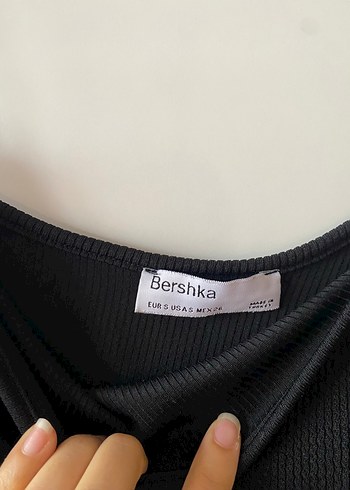 Bershka
EUR S USA S MEX 26
MADE IN
TURKEY